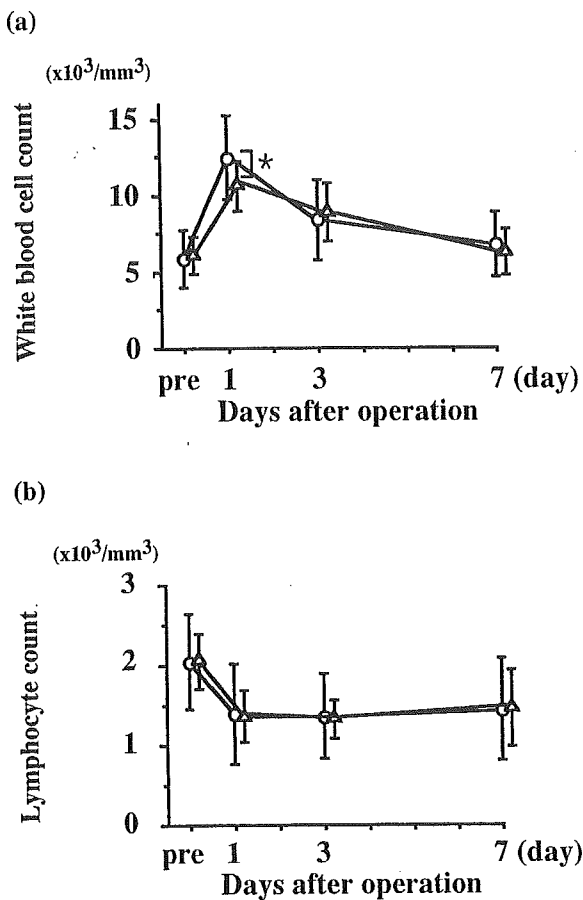 (a)
(x10³/mm³)
White blood cell count
15
10
5
0
*
pre 1 3 7 (day)
Days after operation
(b)
(x10³/mm³)
Lymphocyte count
3
2
1
0
pre 1 3 7 (day)
Days after operation